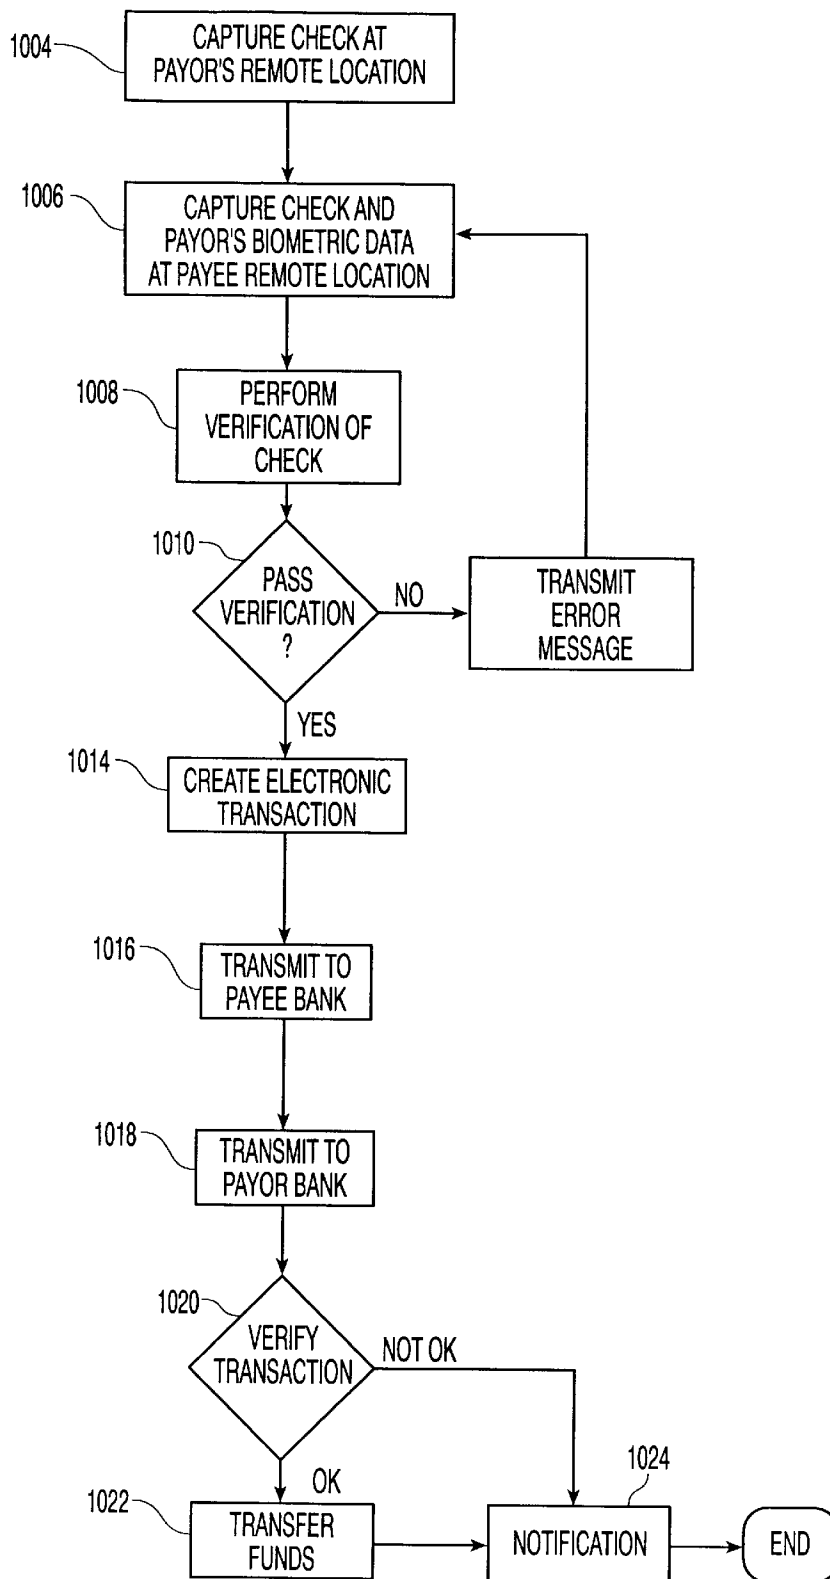 1004
CAPTURE CHECK AT
PAYOR'S REMOTE LOCATION
1006
CAPTURE CHECK AND
PAYOR'S BIOMETRIC DATA
AT PAYEE REMOTE LOCATION
1008
PERFORM
VERIFICATION OF
CHECK
1010
PASS
VERIFICATION
?
NO
TRANSMIT
ERROR
MESSAGE
YES
1014
CREATE ELECTRONIC
TRANSACTION
1016
TRANSMIT TO
PAYEE BANK
1018
TRANSMIT TO
PAYOR BANK
1020
VERIFY
TRANSACTION
NOT OK
OK
1022
TRANSFER
FUNDS
1024
NOTIFICATION
END